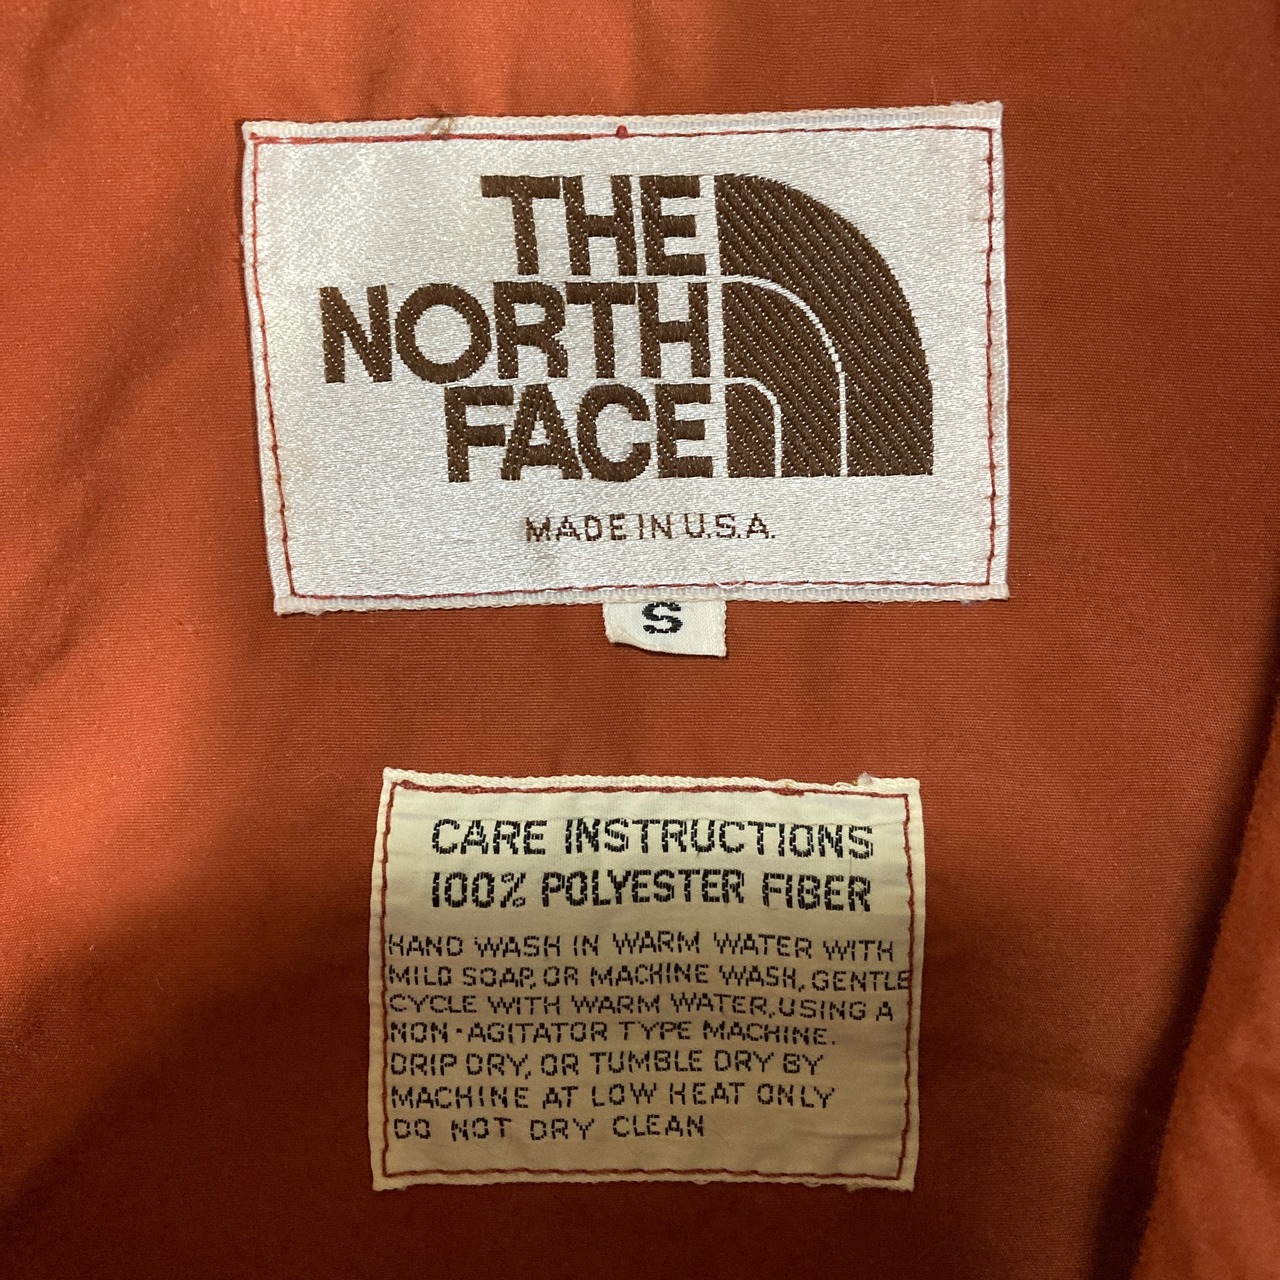 THE
NORTH
FACE
MADE IN U.S.A.
S
CARE INSTRUCTIONS
100% POLYESTER FIBER
HAND WASH IN WARM WATER WITH
MILD SOAP, OR MACHINE WASH, GENTLE
CYCLE WITH WARM WATER, USING A
NON-AGITATOR TYPE MACHINE.
DRIP DRY, OR TUMBLE DRY BY
MACHINE AT LOW HEAT ONLY
DO NOT DRY CLEAN